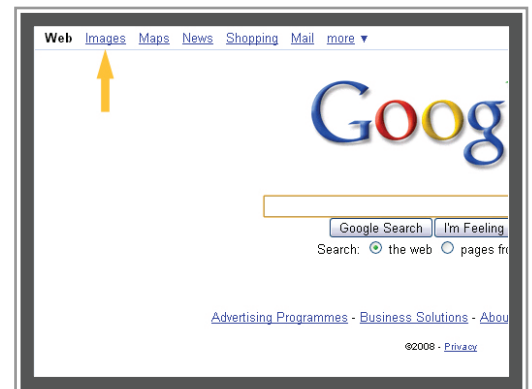 Web Images Maps News Shopping Mail more ▼
Goog
Google Search I'm Feeling
Search: the web pages fr
Advertising Programmes - Business Solutions - Abou
©2008 - Privacy